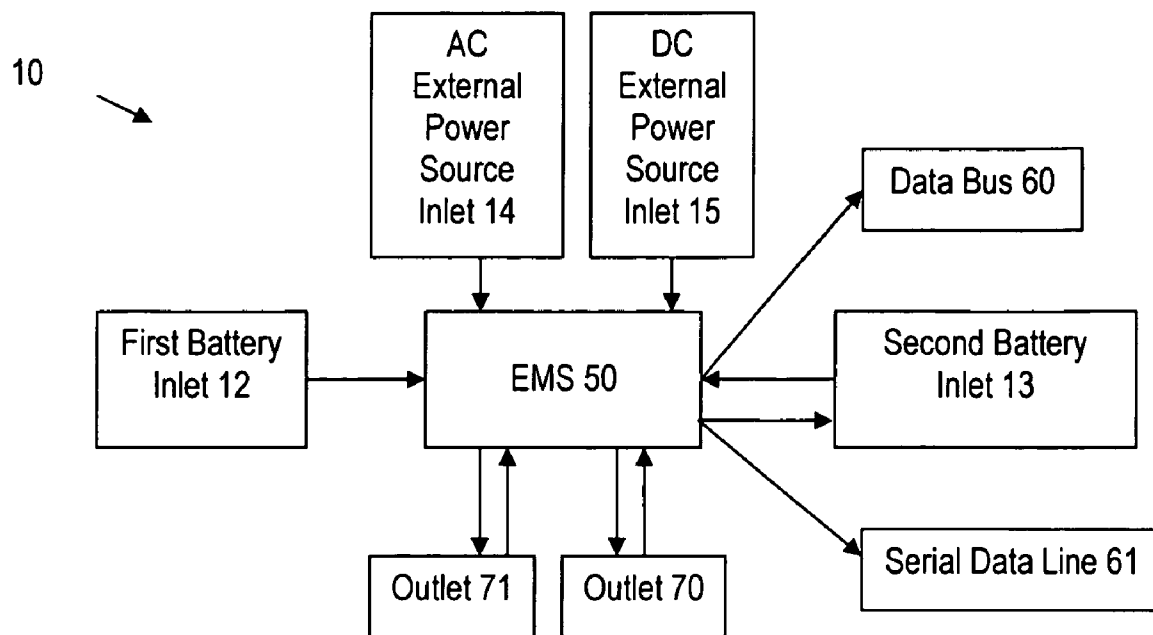 10
AC
External
Power
Source
Inlet 14
DC
External
Power
Source
Inlet 15
Data Bus 60
First Battery
Inlet 12
EMS 50
Second Battery
Inlet 13
Outlet 71
Outlet 70
Serial Data Line 61